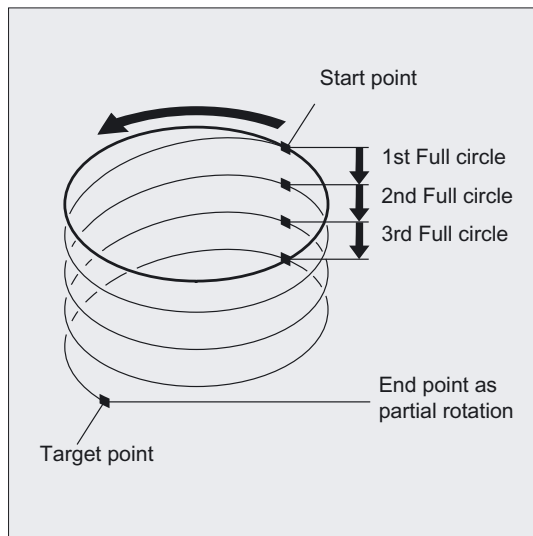 Start point
1st Full circle
2nd Full circle
3rd Full circle
End point as
partial rotation
Target point